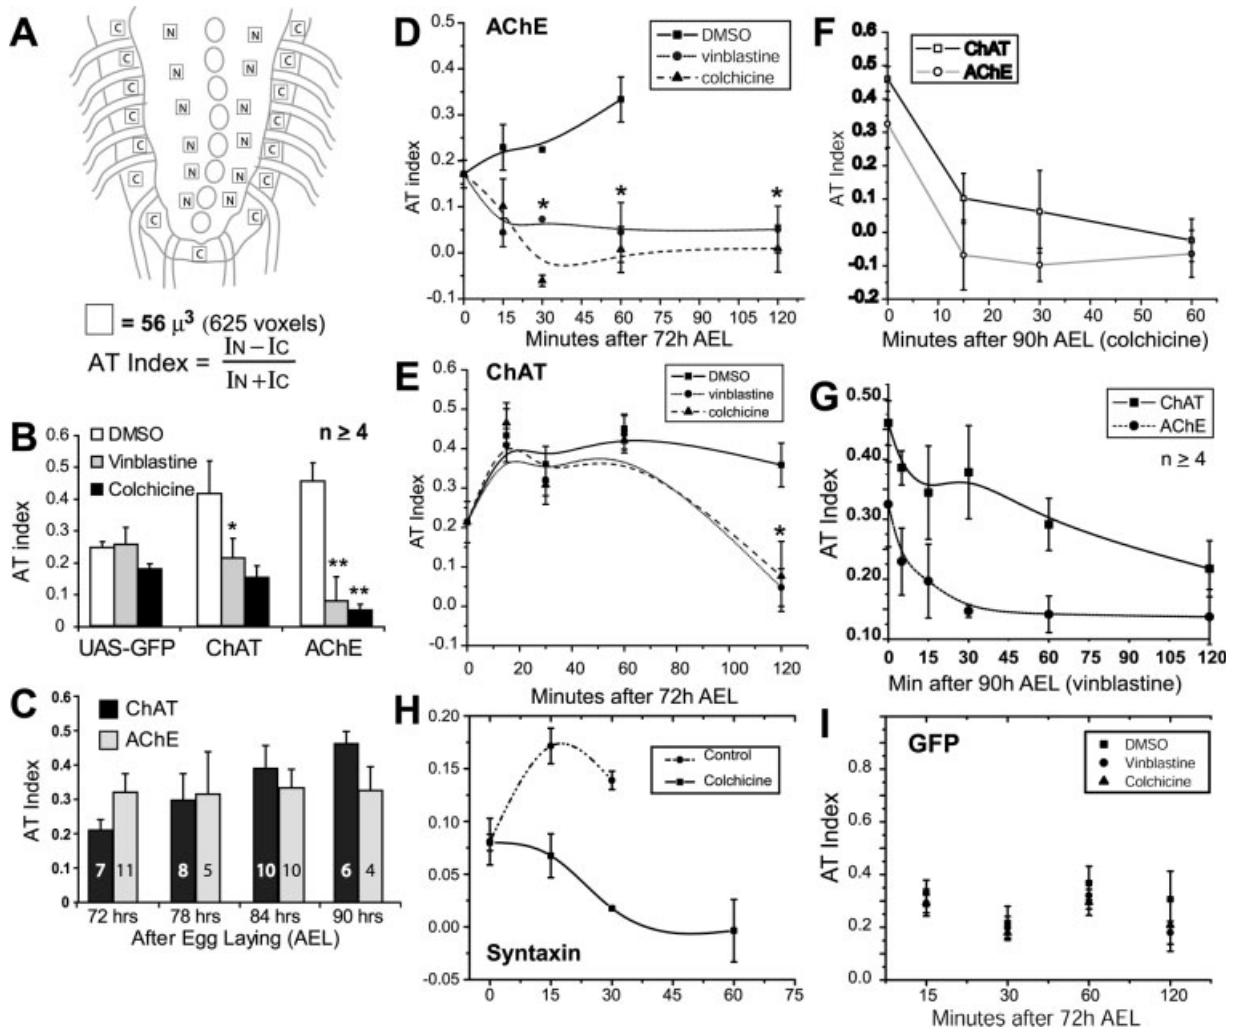 A
C N C
C N C
N N
C C
C N N C
C N N C
C N N C
C N N C
C C
C
= 56 μ³ (625 voxels)
AT Index = IN – IC
IN + IC
B
0.6
0.5
0.4
0.3
0.2
0.1
0
AT index
DMSO
Vinblastine
Colchicine
n ≥ 4
*
**
**
UAS-GFP ChAT AChE
C
0.6
0.5
0.4
0.3
0.2
0.1
0
AT Index
ChAT
AChE
7 11 8 5 10 10 6 4
72 hrs 78 hrs 84 hrs 90 hrs
After Egg Laying (AEL)
D
AChE
DMSO
vinblastine
colchicine
0.5
0.4
0.3
0.2
0.1
0.0
-0.1
AT index
* * *
0 15 30 45 60 75 90 105 120
Minutes after 72h AEL
E
ChAT
DMSO
vinblastine
colchicine
0.6
0.5
0.4
0.3
0.2
0.1
0.0
-0.1
AT Index
*
0 20 40 60 80 100 120
Minutes after 72h AEL
F
ChAT
AChE
0.6
0.5
0.4
0.3
0.2
0.1
0.0
-0.1
-0.2
AT Index
0 10 20 30 40 50 60
Minutes after 90h AEL (colchicine)
G
ChAT
AChE
n ≥ 4
0.40
0.30
0.20
0.10
AT Index
0 15 30 45 60 75 90 105 120
Min after 90h AEL (vinblastine)
H
0.20
0.15
0.10
0.05
0.00
-0.05
Control
Colchicine
Syntaxin
0 15 30 45 60 75
I
GFP
DMSO
Vinblastine
Colchicine
0.8
0.6
0.4
0.2
0.0
AT Index
15 30 60 120
Minutes after 72h AEL